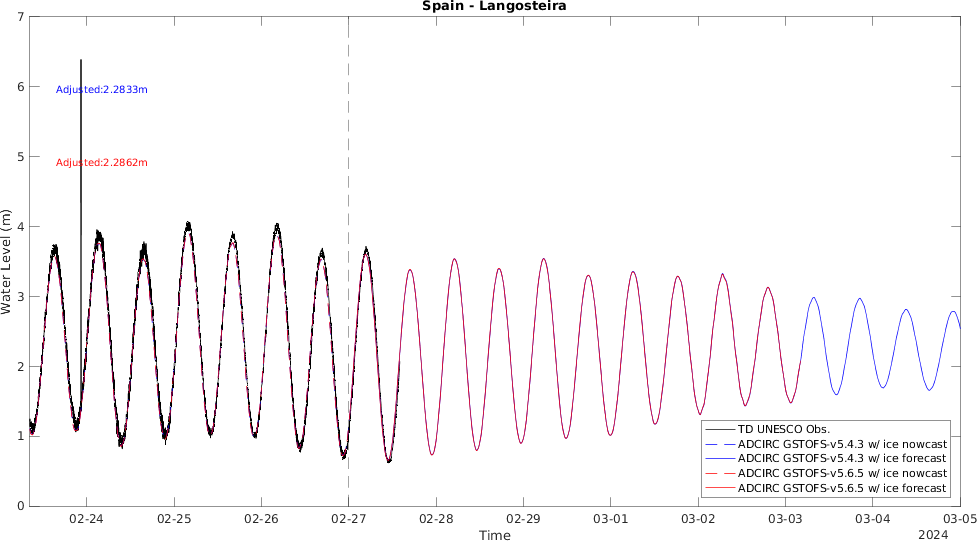 Spain - Langosteira
7
6
5
4
3
2
1
0
Water Level (m)
Adjusted:2.2833m
Adjusted:2.2862m
TD UNESCO Obs.
ADCIRC GSTOFS-v5.4.3 w/ ice nowcast
ADCIRC GSTOFS-v5.4.3 w/ ice forecast
ADCIRC GSTOFS-v5.6.5 w/ ice nowcast
ADCIRC GSTOFS-v5.6.5 w/ ice forecast
02-24 02-25 02-26 02-27 02-28 02-29 03-01 03-02 03-03 03-04 03-05
Time
2024